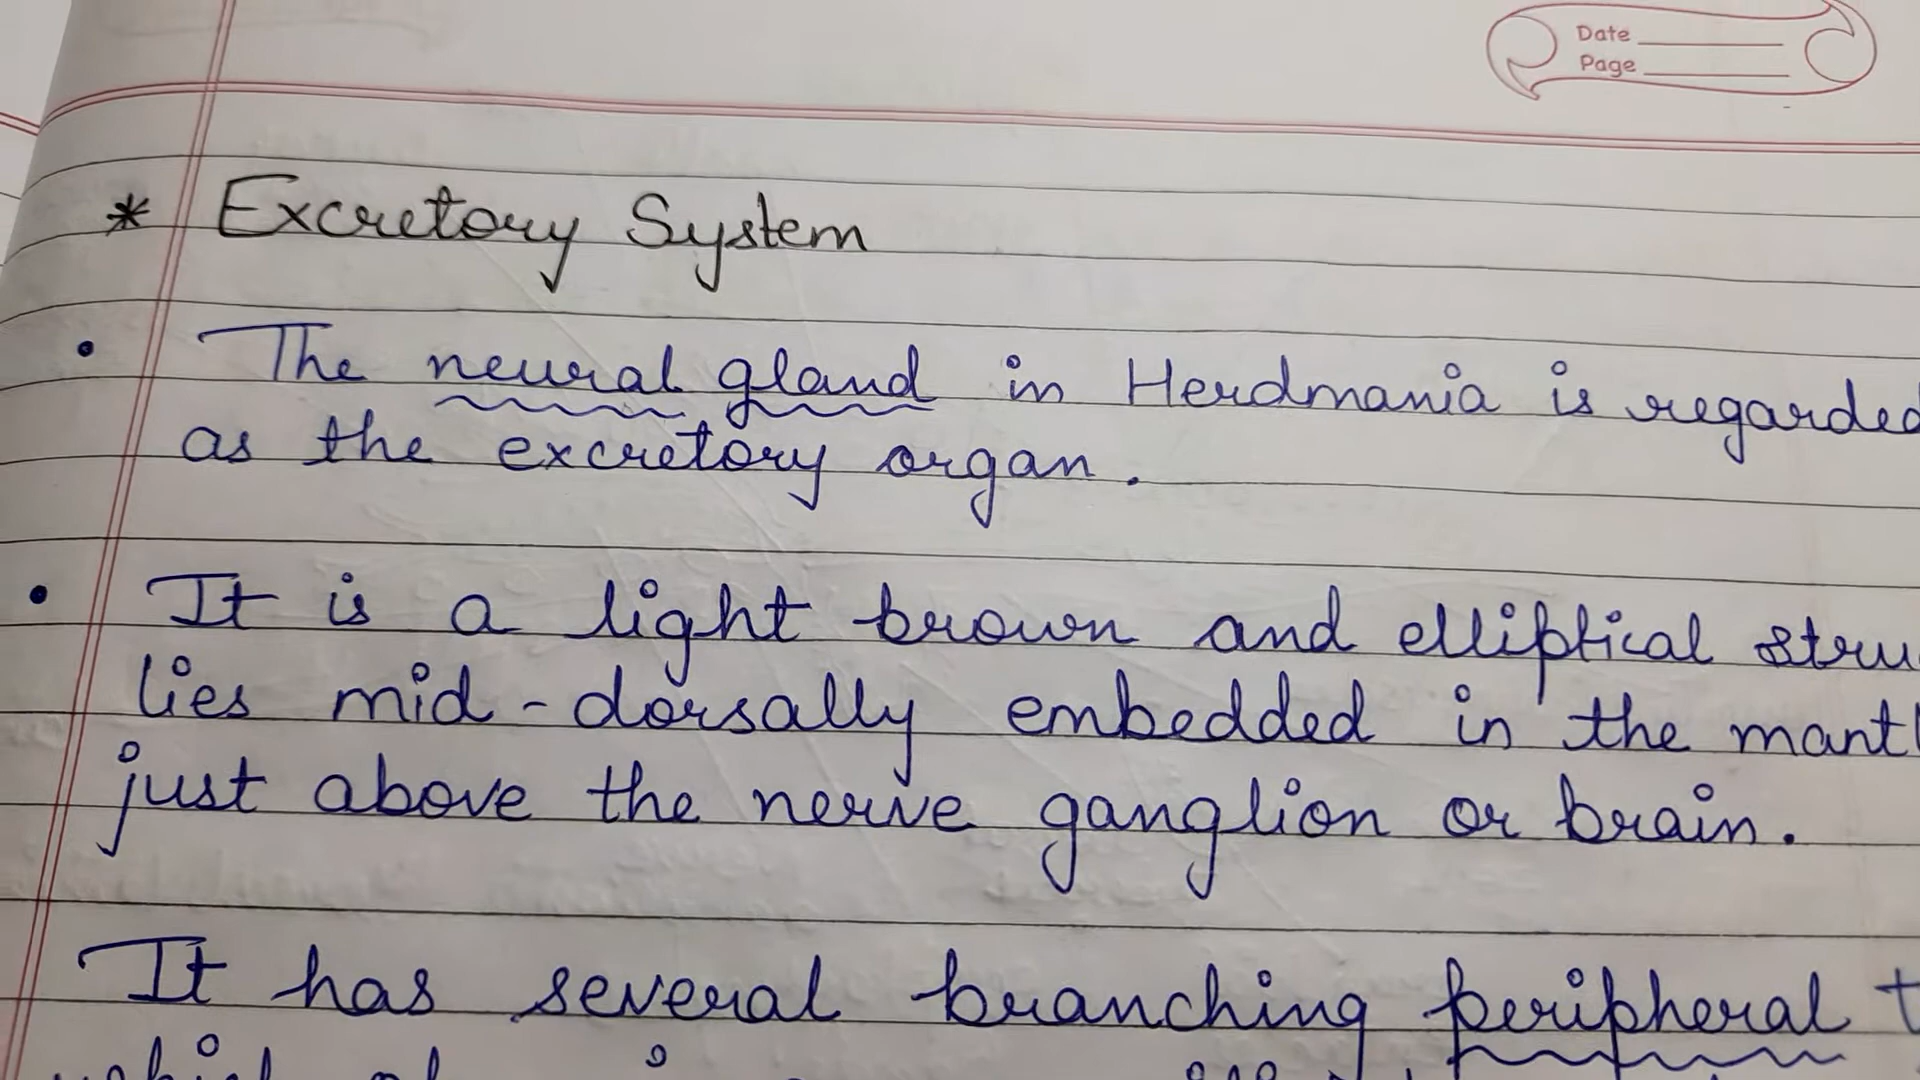 Date
Page
* Excretory System
• The neural gland in Herdmania is regarded
as the excretory organ.
• It is a light brown and elliptical stru
lies mid-dorsally embedded in the mantl
just above the nerve ganglion or brain.
It has several branching peripheral t